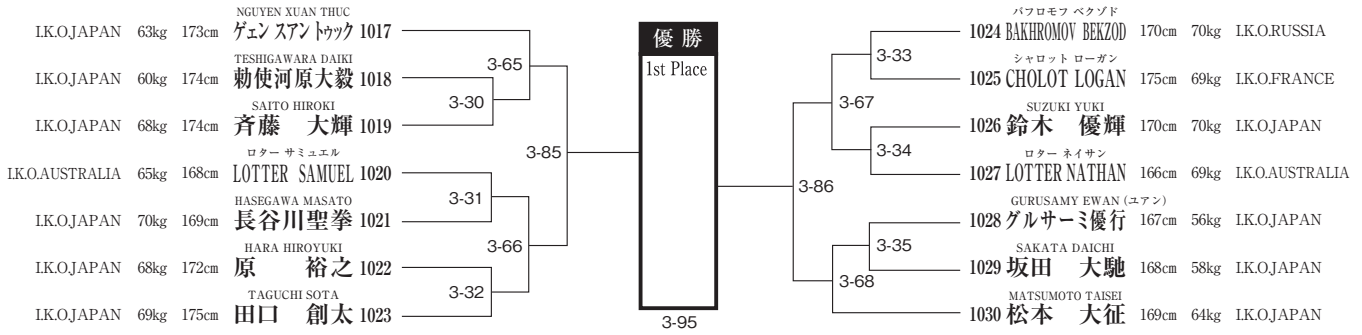 NGUYEN XUAN THUC
I.K.O.JAPAN 63kg 173cm グェン スアン トゥック 1017
TESHIGAWARA DAIKI
I.K.O.JAPAN 60kg 174cm 勅使河原大毅 1018
SAITO HIROKI
I.K.O.JAPAN 68kg 174cm 斉藤 大輝 1019
ロター サミュエル
I.K.O.AUSTRALIA 65kg 168cm LOTTER SAMUEL 1020
HASEGAWA MASATO
I.K.O.JAPAN 70kg 169cm 長谷川聖拳 1021
HARA HIROYUKI
I.K.O.JAPAN 68kg 172cm 原 裕之 1022
TAGUCHI SOTA
I.K.O.JAPAN 69kg 175cm 田口 創太 1023
3-65
3-30
3-31
3-66
3-32
3-85
優勝
1st Place
3-95
3-86
3-33
3-67
3-34
3-35
3-68
バフロモフ ベクゾド
1024 BAKHROMOV BEKZOD 170cm 70kg I.K.O.RUSSIA
シャロット ローガン
1025 CHOLOT LOGAN 175cm 69kg I.K.O.FRANCE
SUZUKI YUKI
1026 鈴木 優輝 170cm 70kg I.K.O.JAPAN
ロター ネイサン
1027 LOTTER NATHAN 166cm 69kg I.K.O.AUSTRALIA
GURUSAMY EWAN (ユアン)
1028 グルサーミ優行 167cm 56kg I.K.O.JAPAN
SAKATA DAICHI
1029 坂田 大馳 168cm 58kg I.K.O.JAPAN
MATSUMOTO TAISEI
1030 松本 大征 169cm 64kg I.K.O.JAPAN